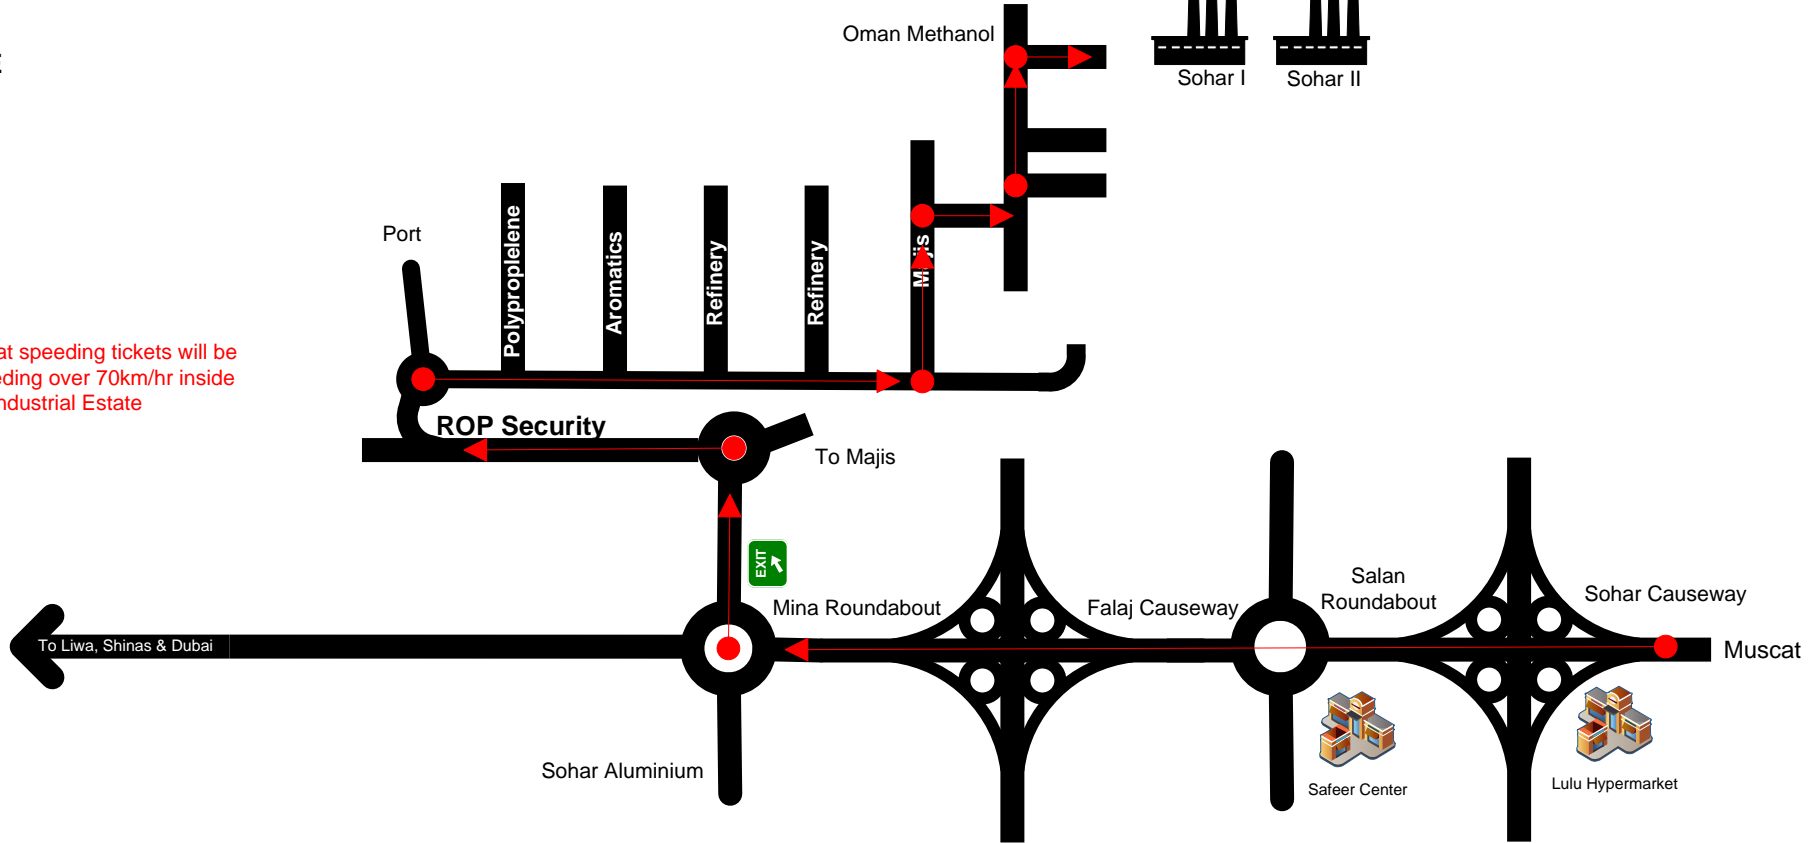 Oman Methanol
Sohar I
Sohar II
Port
Polyproplelene
Aromatics
Refinery
Refinery
Majis
at speeding tickets will be
eding over 70km/hr inside
ndustrial Estate
ROP Security
To Majis
EXIT
Mina Roundabout
Falaj Causeway
Salan
Roundabout
Sohar Causeway
To Liwa, Shinas & Dubai
Muscat
Sohar Aluminium
Safeer Center
Lulu Hypermarket